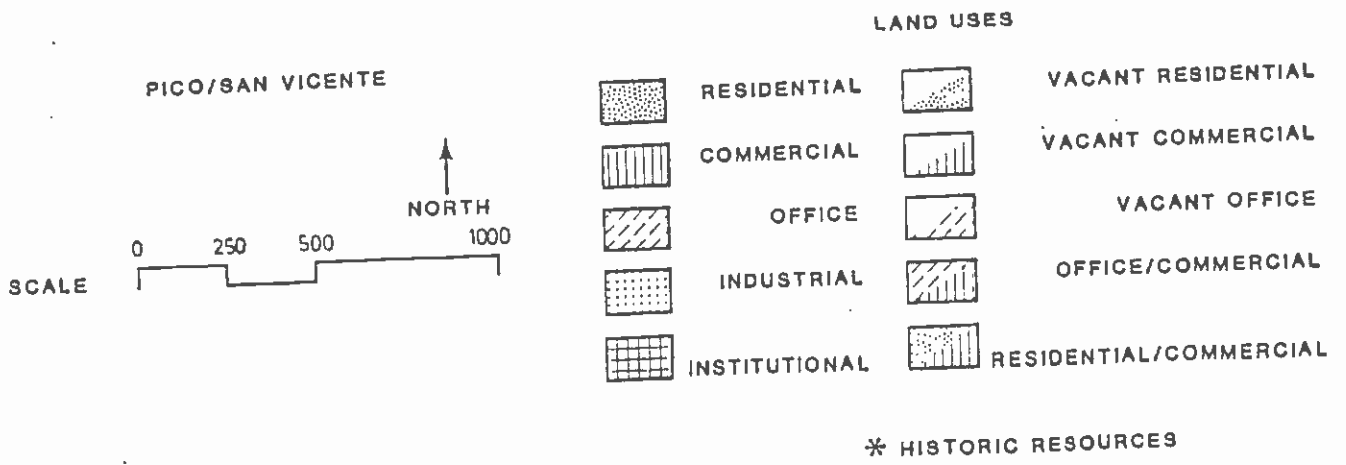 LAND USES
PICO/SAN VICENTE
NORTH
0 250 500 1000
SCALE
RESIDENTIAL
COMMERCIAL
OFFICE
INDUSTRIAL
INSTITUTIONAL
VACANT RESIDENTIAL
VACANT COMMERCIAL
VACANT OFFICE
OFFICE/COMMERCIAL
RESIDENTIAL/COMMERCIAL
* HISTORIC RESOURCES